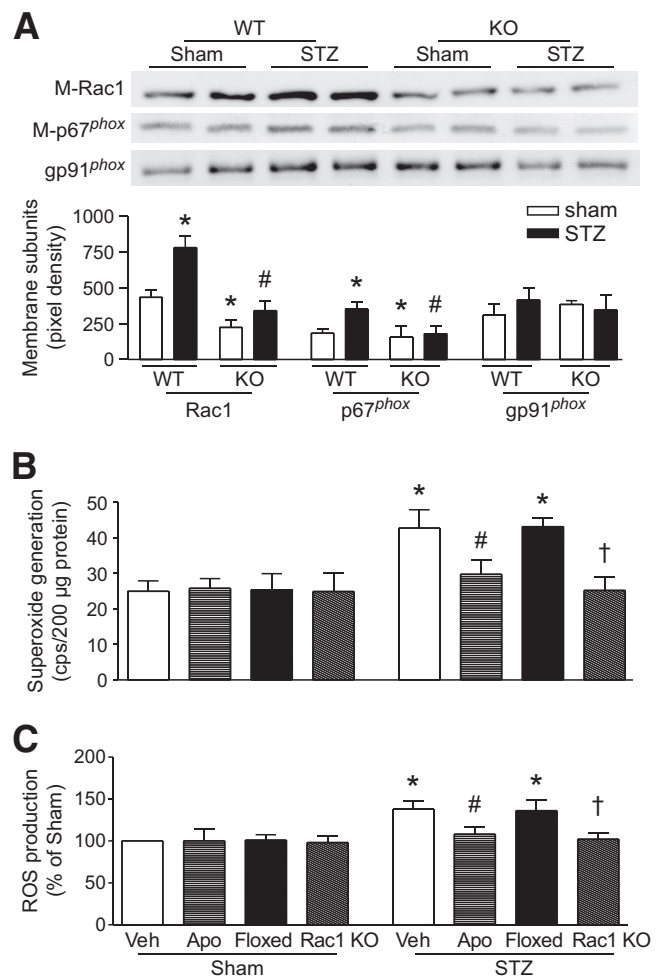 A
WT KO
Sham STZ Sham STZ
M-Rac1
M-p67phox
gp91phox
Membrane subunits
(pixel density)
1000
750
500
250
0
sham
STZ
* * # * * #
WT KO WT KO WT KO
Rac1 p67phox gp91phox
B
Superoxide generation
(cps/200 µg protein)
50
40
30
20
10
0
* # * †
C
ROS production
(% of Sham)
200
150
100
50
0
* # * †
Veh Apo Floxed Rac1 KO Veh Apo Floxed Rac1 KO
Sham STZ